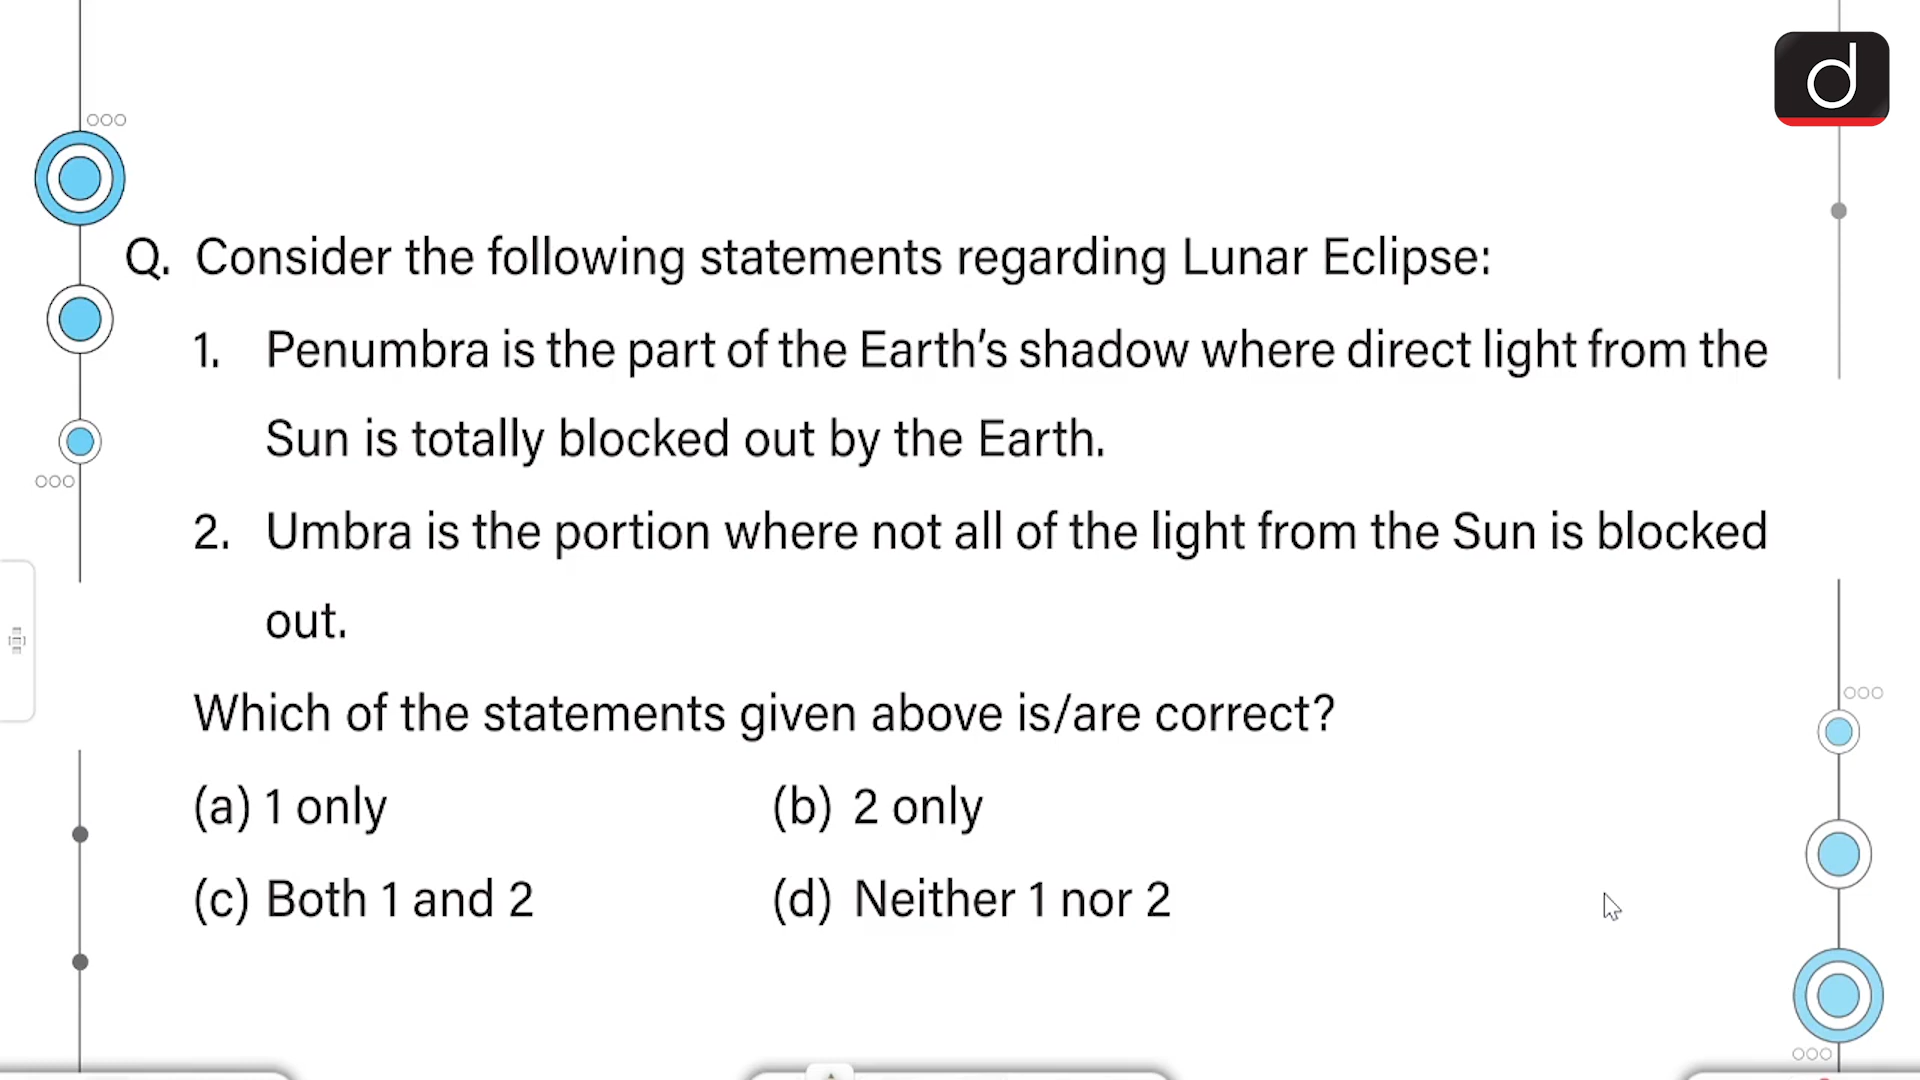 d
Q. Consider the following statements regarding Lunar Eclipse:
1. Penumbra is the part of the Earth’s shadow where direct light from the
Sun is totally blocked out by the Earth.
2. Umbra is the portion where not all of the light from the Sun is blocked
out.
Which of the statements given above is/are correct?
(a) 1 only (b) 2 only
(c) Both 1 and 2 (d) Neither 1 nor 2